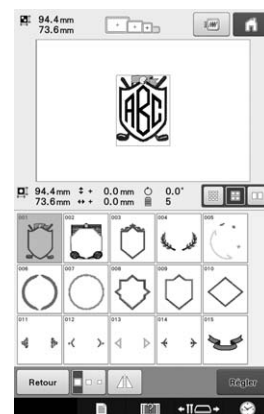 94.4mm
73.6mm
ABC
94.4mm 0.0mm 0.0°
73.6mm 0.0mm 5
001 002 003 004 005
006 007 008 009 010
011 012 013 014 015
Retour Régler